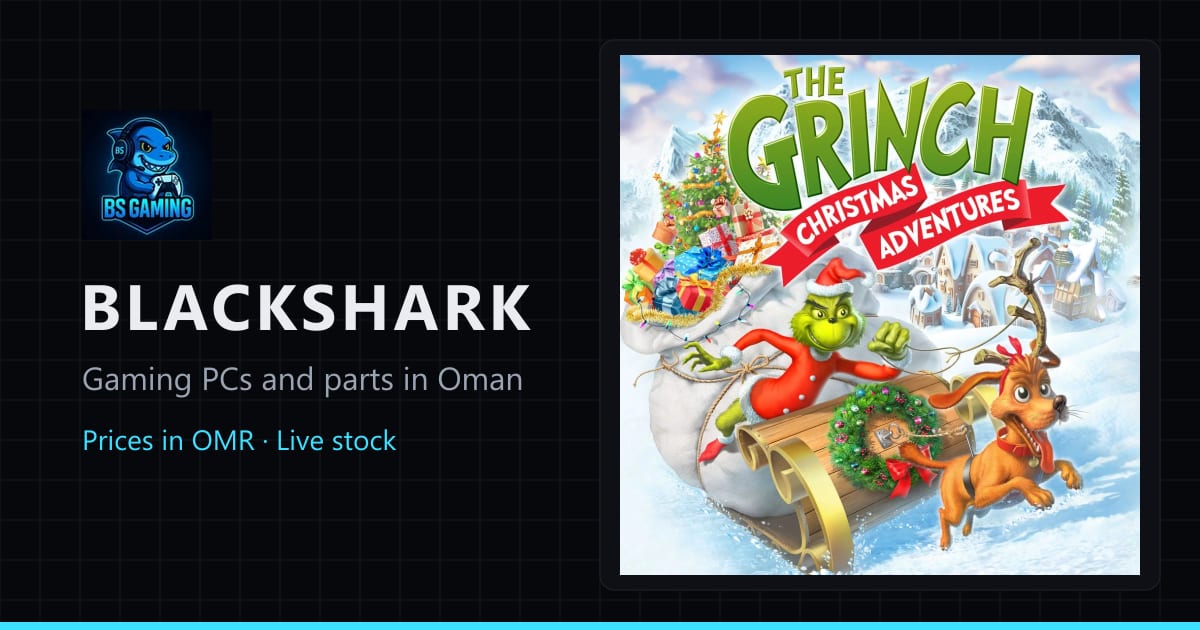 BS
BS GAMING
BLACKSHARK
Gaming PCs and parts in Oman
Prices in OMR · Live stock
THE
GRINCH
CHRISTMAS
ADVENTURES